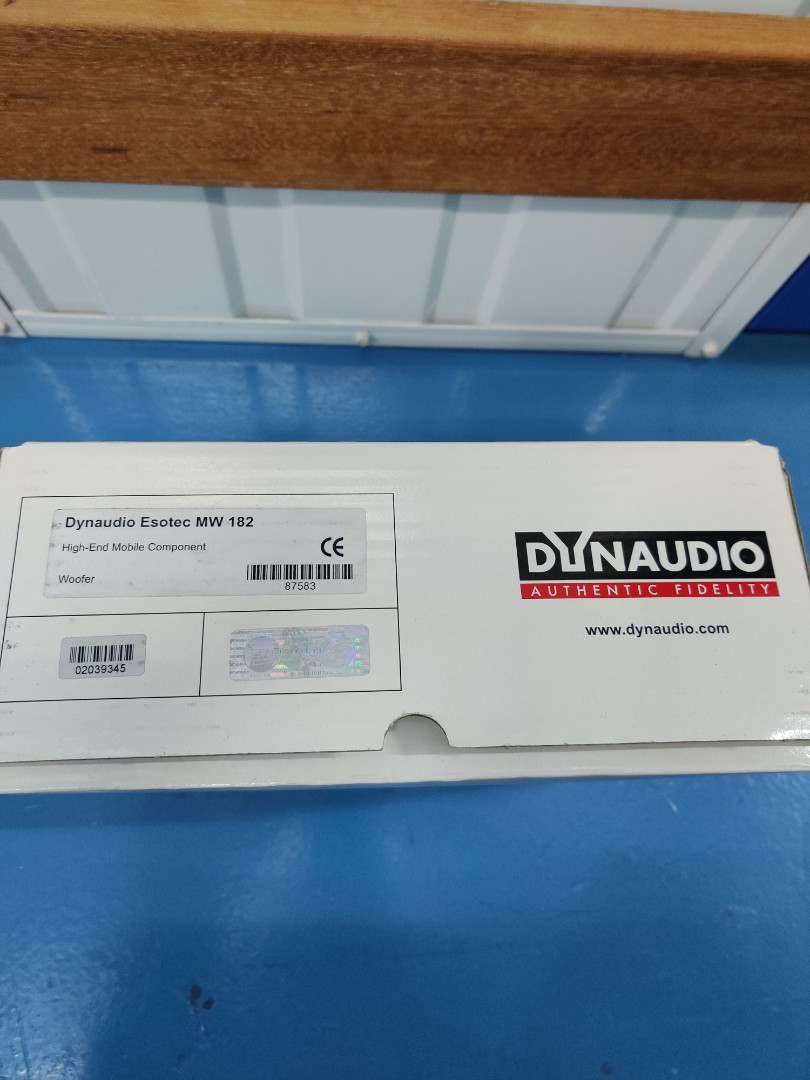 Dynaudio Esotec MW 182
High-End Mobile Component
CE
Woofer
87583
02039345
DYNAUDIO
AUTHENTIC FIDELITY
www.dynaudio.com